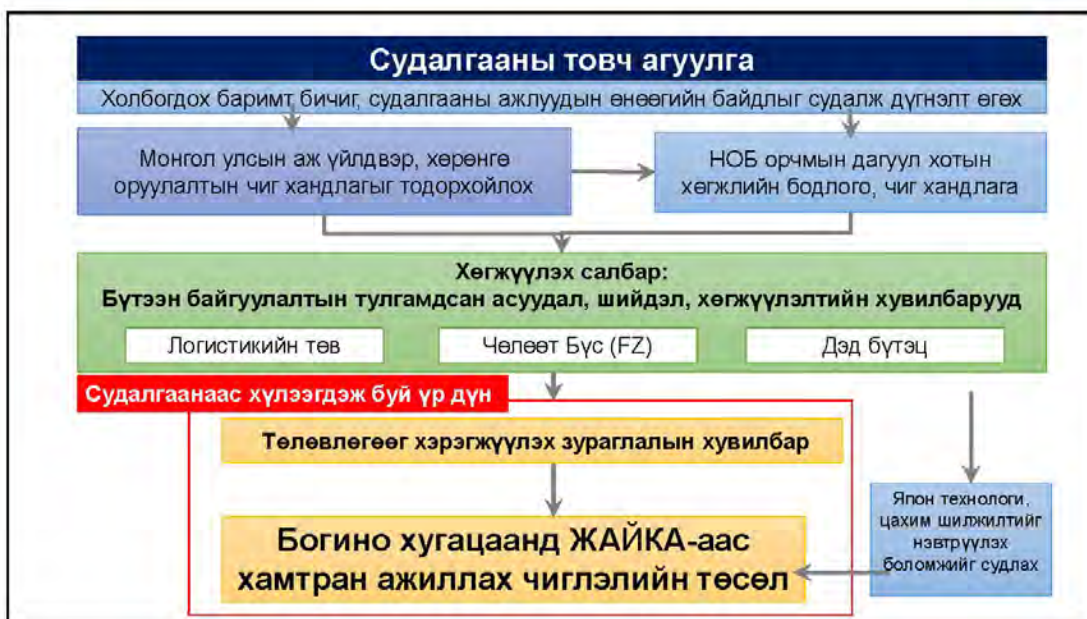 Судалгааны товч агуулга
Холбогдох баримт бичиг, судалгааны ажлуудын өнөөгийн байдлыг судалж дүгнэлт өгөх
Монгол улсын аж үйлдвэр, хөрөнгө
оруулалтын чиг хандлагыг тодорхойлох
НОБ орчмын дагуул хотын
хөгжлийн бодлого, чиг хандлага
Хөгжүүлэх салбар:
Бүтээн байгуулалтын тулгамдсан асуудал, шийдэл, хөгжүүлэлтийн хувилбарууд
Логистикийн төв
Чөлөөт Бүс (FZ)
Дэд бүтэц
Судалгаанаас хүлээгдэж буй үр дүн
Төлөвлөгөөг хэрэгжүүлэх зураглалын хувилбар
Богино хугацаанд ЖАЙКА-аас
хамтран ажиллах чиглэлийн төсөл
Япон технологи,
цахим шилжилтийг
нэвтрүүлэх
боломжийг судлах